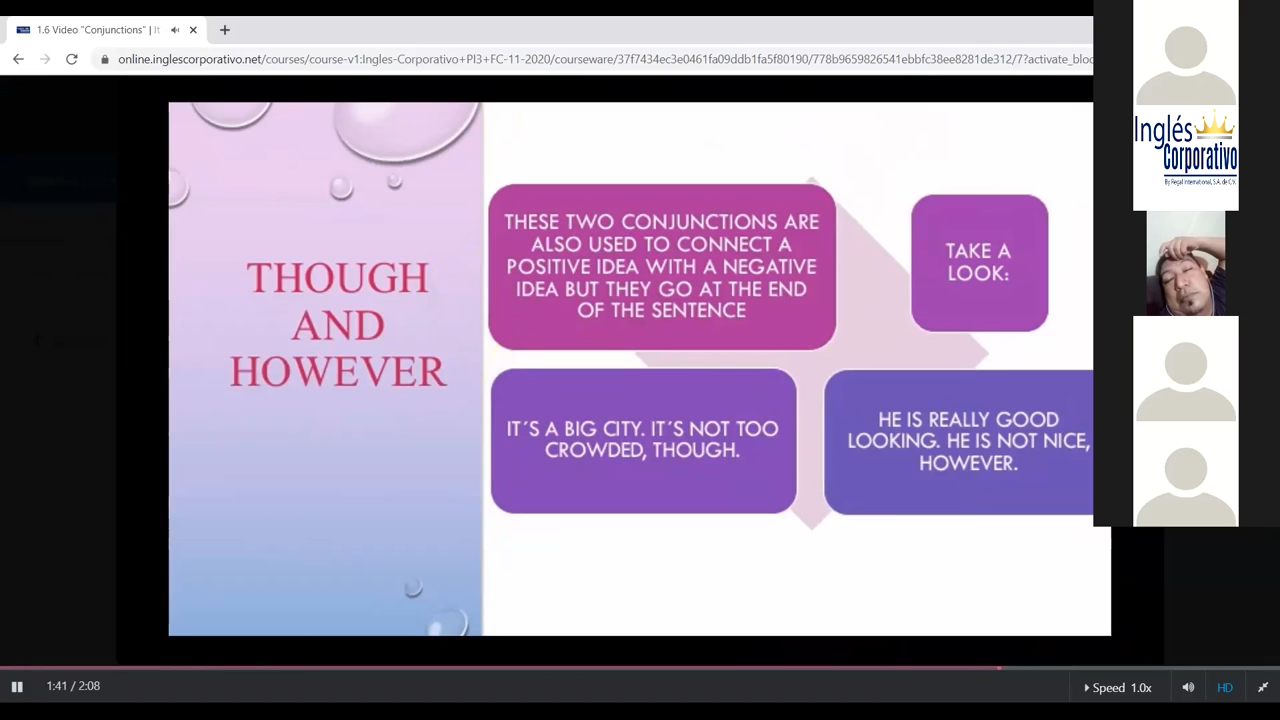 1.6 Video "Conjunctions" | It
online.inglescorporativo.net/courses/course-v1:Ingles-Corporativo+PI3+FC-11-2020/courseware/37f7434ec3e0461fa09ddb1fa5f80190/778b9659826541ebbfc38ee8281de312/7?activate_bloc
Inglés
Corporativo
By Regall International, S.A. de C.V.
THOUGH
AND
HOWEVER
THESE TWO CONJUNCTIONS ARE
ALSO USED TO CONNECT A
POSITIVE IDEA WITH A NEGATIVE
IDEA BUT THEY GO AT THE END
OF THE SENTENCE
TAKE A
LOOK:
IT´S A BIG CITY. IT´S NOT TOO
CROWDED, THOUGH.
HE IS REALLY GOOD
LOOKING. HE IS NOT NICE,
HOWEVER.
1:41 / 2:08
Speed 1.0x
HD